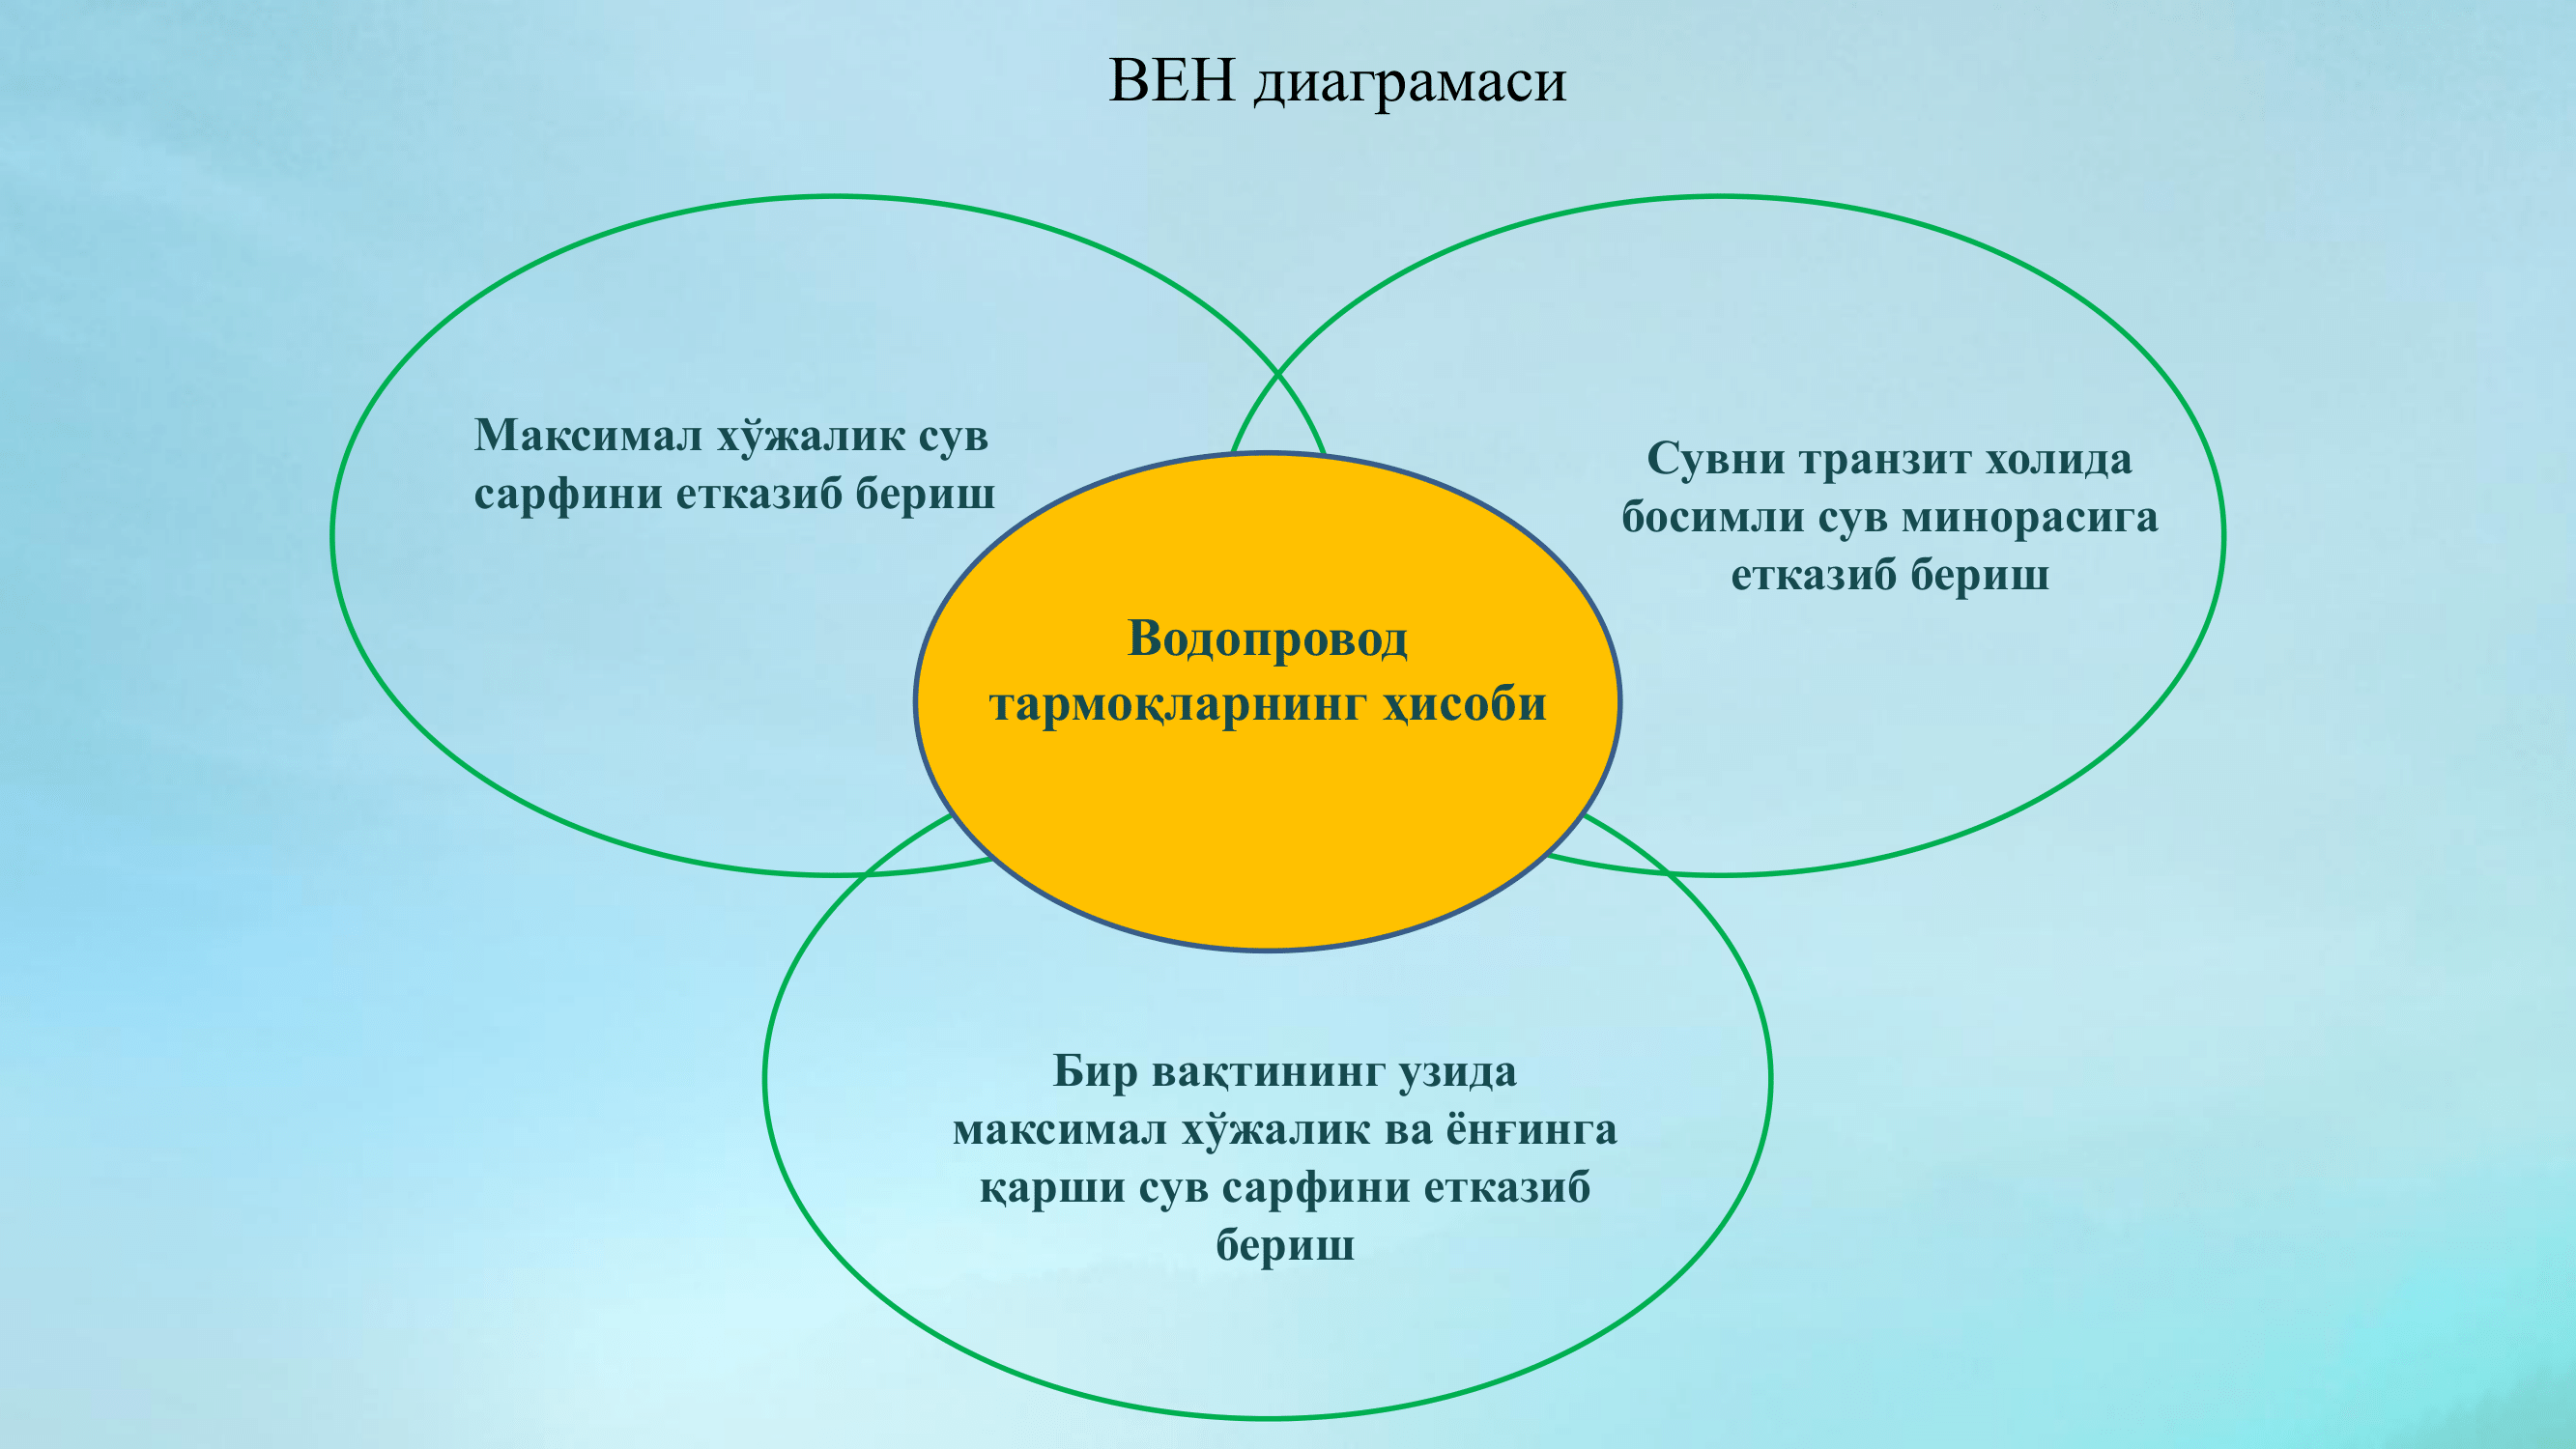 ВЕН диаграмаси
Максимал хўжалик сув
сарфини етказиб бериш
Сувни транзит холида
босимли сув минорасига
етказиб бериш
Водопровод
тармоқларнинг ҳисоби
Бир вақтининг узида
максимал хўжалик ва ёнғинга
қарши сув сарфини етказиб
бериш